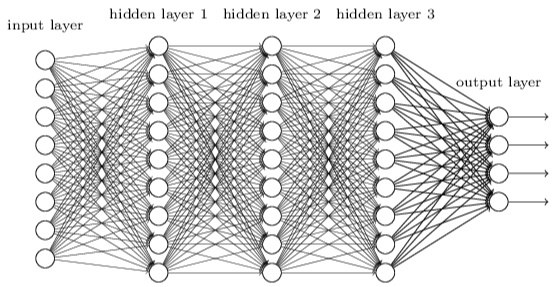 hidden layer 1 hidden layer 2 hidden layer 3
input layer
output layer